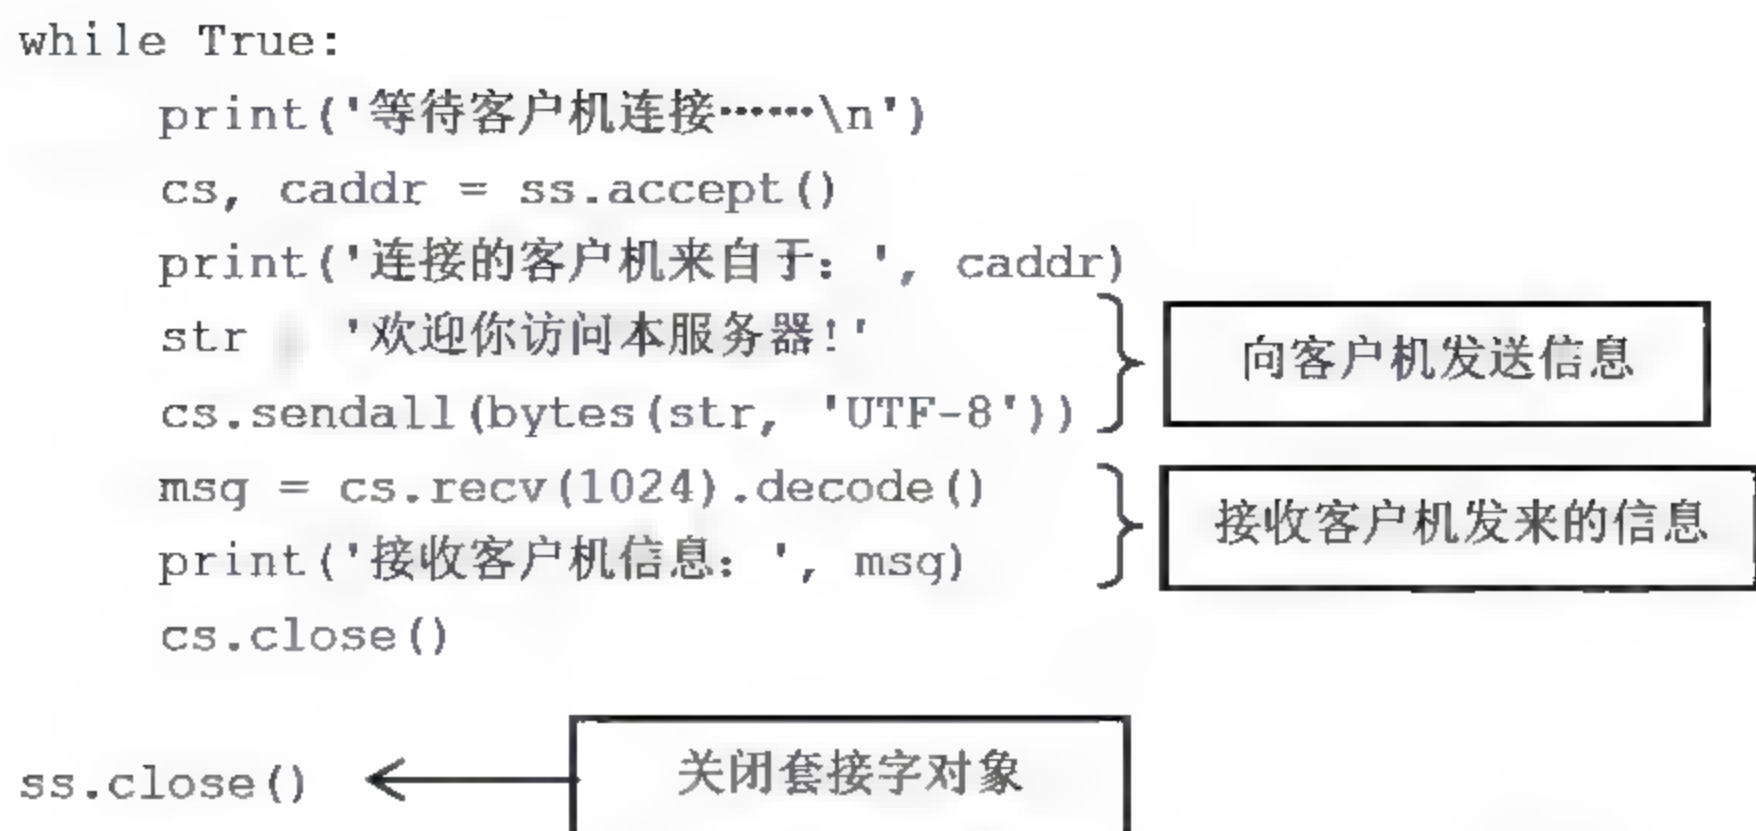 while True:
print('等待客户机连接……\n')
cs, caddr = ss.accept()
print('连接的客户机来自于：', caddr)
str '欢迎你访问本服务器!'
向客户机发送信息
cs.sendall(bytes(str, 'UTF-8'))
msg = cs.recv(1024).decode()
接收客户机发来的信息
print('接收客户机信息：', msg)
cs.close()
ss.close()
关闭套接字对象